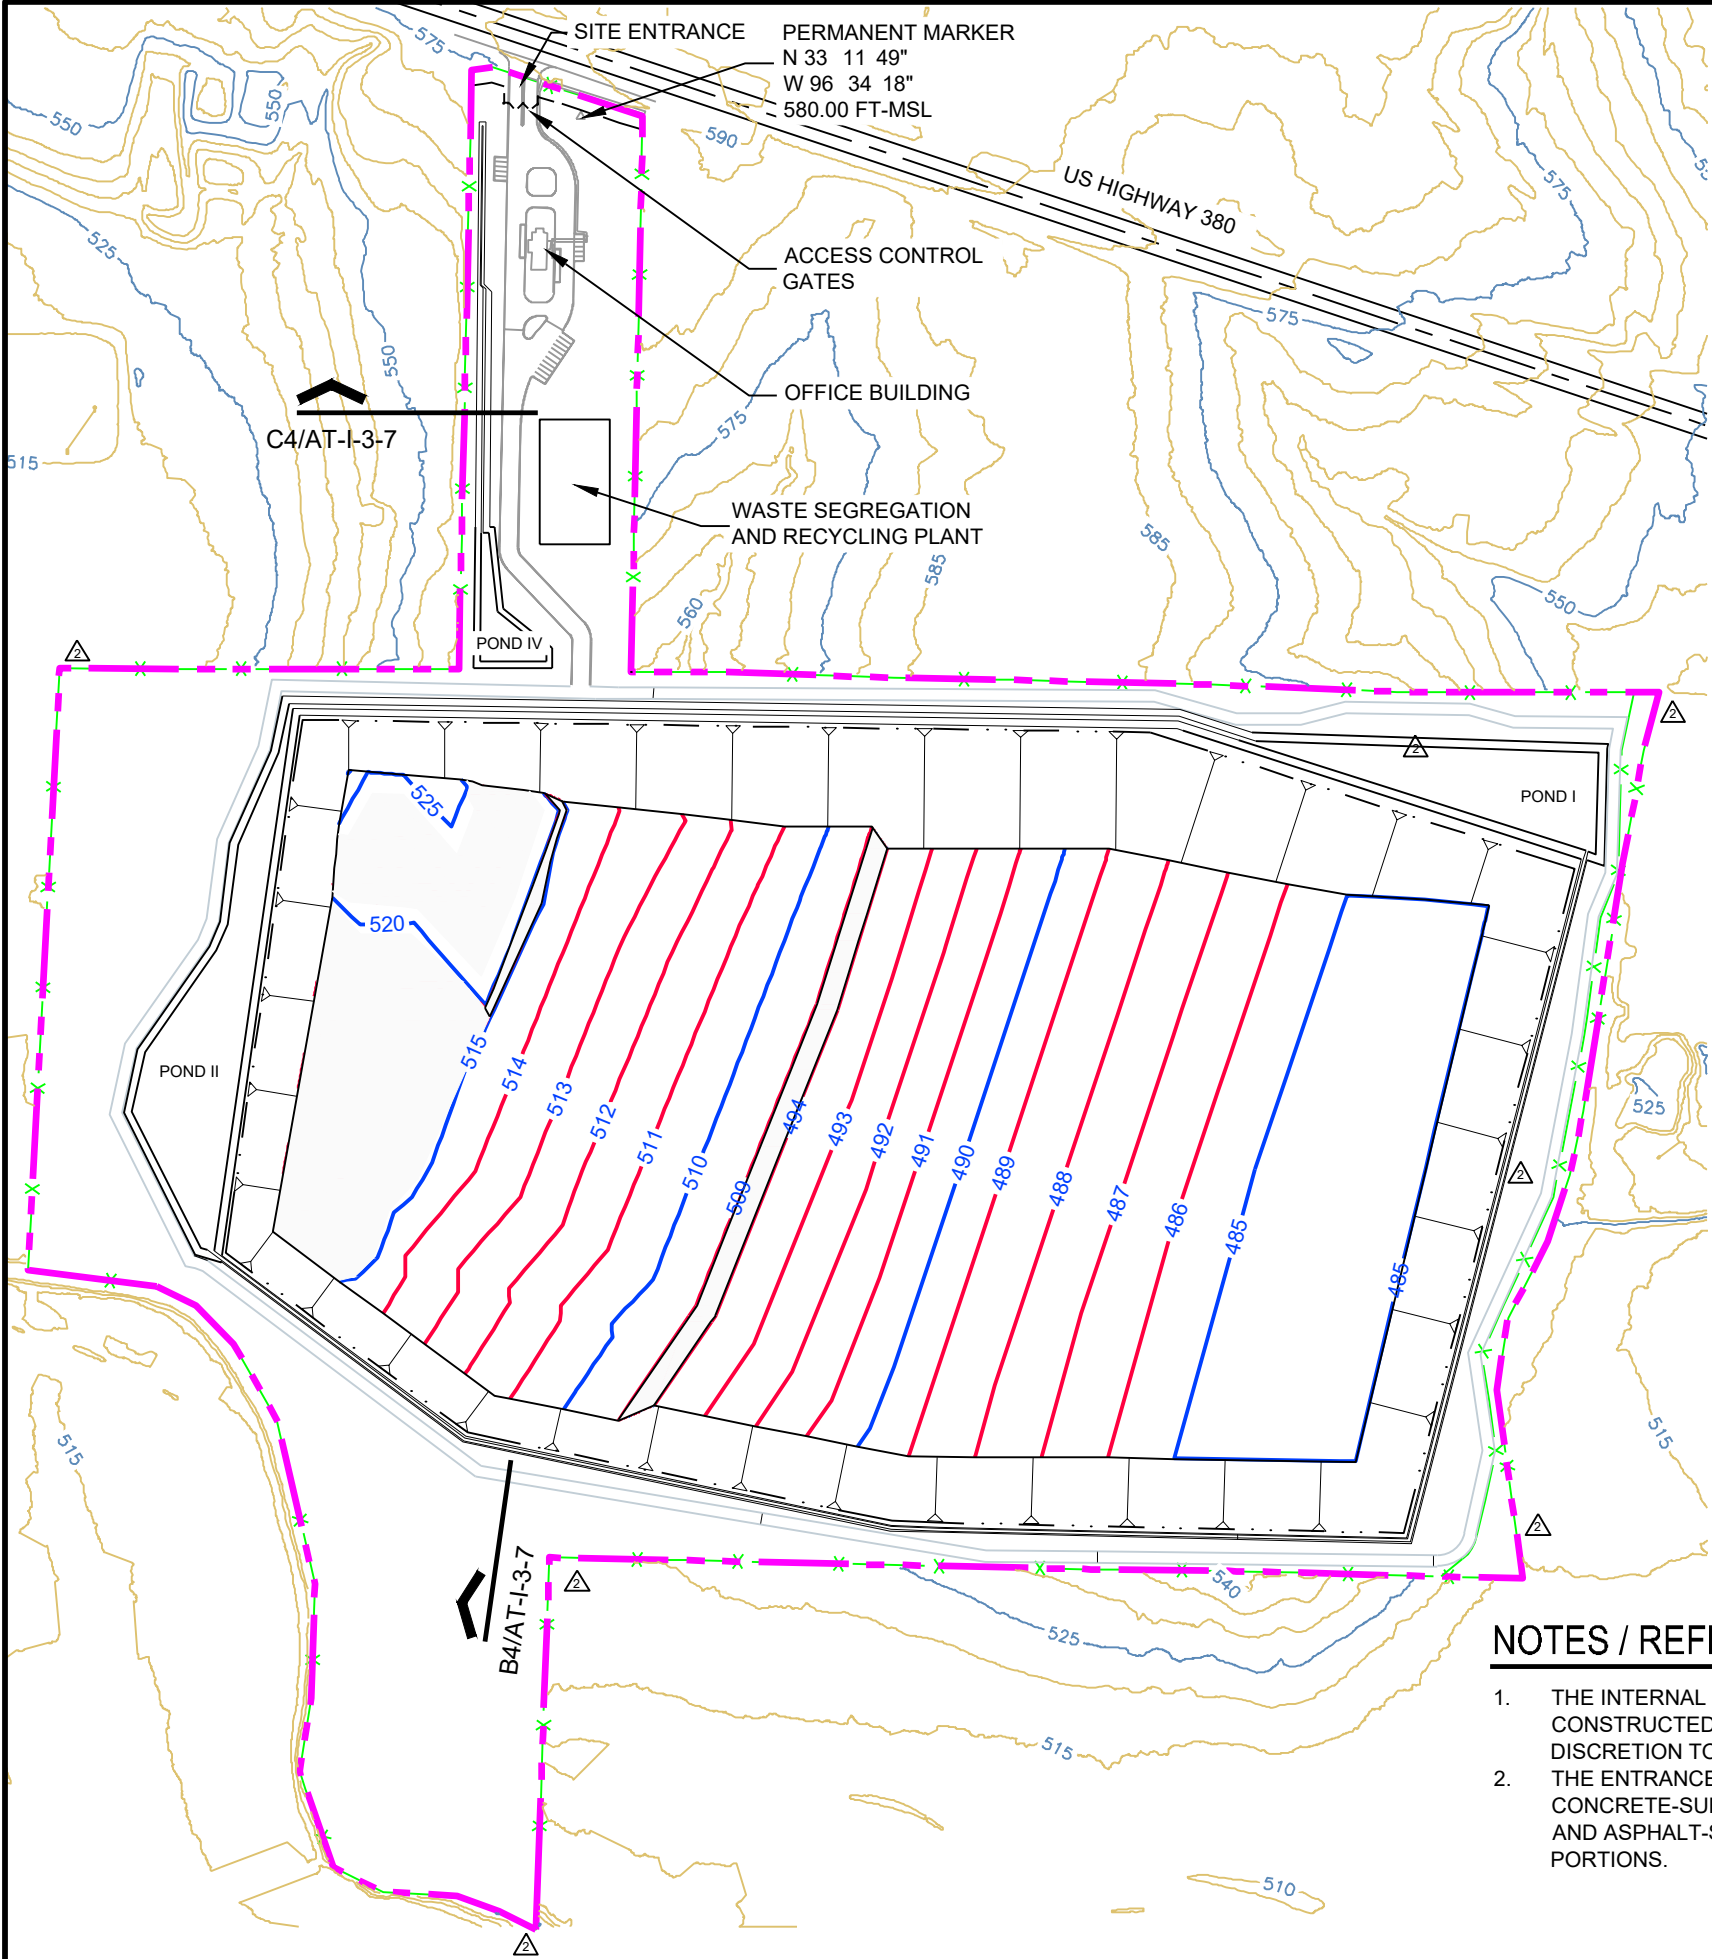 SITE ENTRANCE
PERMANENT MARKER
N 33 11 49"
W 96 34 18"
580.00 FT-MSL
575
550
550
590
US HIGHWAY 380
575
525
ACCESS CONTROL
GATES
575
550
OFFICE BUILDING
C4/AT-I-3-7
575
515
WASTE SEGREGATION
AND RECYCLING PLANT
585
585
560
550
POND IV
2
2
2
POND I
525
520
POND II
515
514
513
512
511
510
509
494
493
492
491
490
489
488
487
486
485
485
525
2
515
515
B4/AT-I-3-7
2
2
540
525
515
510
2
NOTES / REF
1. THE INTERNAL
CONSTRUCTED
DISCRETION TO
2. THE ENTRANCE
CONCRETE-SU
AND ASPHALT-
PORTIONS.